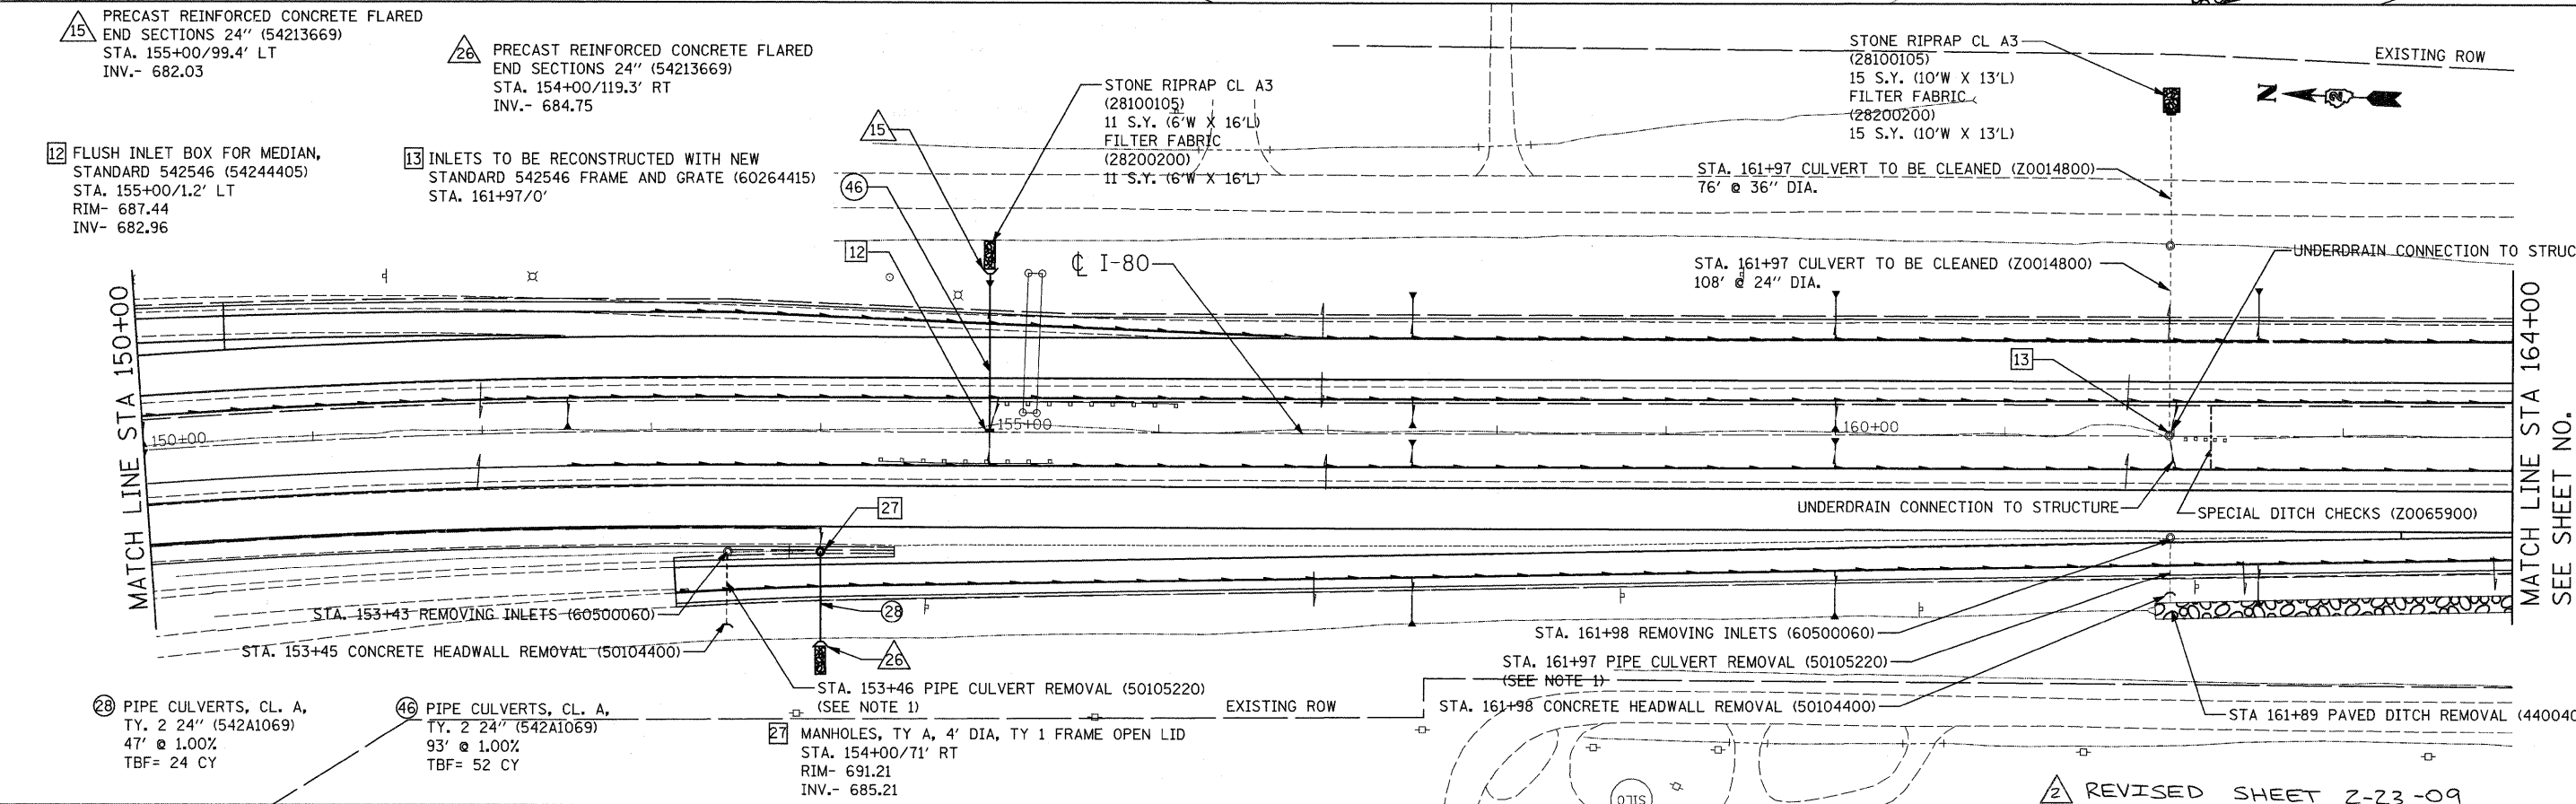 15 PRECAST REINFORCED CONCRETE FLARED
END SECTIONS 24" (54213669)
STA. 155+00/99.4' LT
INV.- 682.03
26 PRECAST REINFORCED CONCRETE FLARED
END SECTIONS 24" (54213669)
STA. 154+00/119.3' RT
INV.- 684.75
12 FLUSH INLET BOX FOR MEDIAN,
STANDARD 542546 (54244405)
STA. 155+00/1.2' LT
RIM- 687.44
INV- 682.96
13 INLETS TO BE RECONSTRUCTED WITH NEW
STANDARD 542546 FRAME AND GRATE (60264415)
STA. 161+97/0'
STONE RIPRAP CL A3
(28100105)
11 S.Y. (6'W X 16'L)
FILTER FABRIC
(28200200)
11 S.Y. (6'W X 16'L)
15
46
12
℄ I-80
STONE RIPRAP CL A3
(28100105)
15 S.Y. (10'W X 13'L)
FILTER FABRIC
(28200200)
15 S.Y. (10'W X 13'L)
EXISTING ROW
N
2
STA. 161+97 CULVERT TO BE CLEANED (Z0014800)
76' @ 36" DIA.
UNDERDRAIN CONNECTION TO STRUC
STA. 161+97 CULVERT TO BE CLEANED (Z0014800)
108' @ 24" DIA.
13
MATCH LINE STA 150+00
150+00
155+00
160+00
MATCH LINE STA 164+00
SEE SHEET NO.
27
UNDERDRAIN CONNECTION TO STRUCTURE
SPECIAL DITCH CHECKS (Z0065900)
STA. 153+43 REMOVING INLETS (60500060)
28
STA. 153+45 CONCRETE HEADWALL REMOVAL (50104400)
26
STA. 153+46 PIPE CULVERT REMOVAL (50105220)
(SEE NOTE 1)
STA. 161+98 REMOVING INLETS (60500060)
STA. 161+97 PIPE CULVERT REMOVAL (50105220)
(SEE NOTE 1)
STA. 161+98 CONCRETE HEADWALL REMOVAL (50104400)
EXISTING ROW
STA 161+89 PAVED DITCH REMOVAL (440040
28 PIPE CULVERTS, CL. A,
TY. 2 24" (542A1069)
47' @ 1.00%
TBF= 24 CY
46 PIPE CULVERTS, CL. A,
TY. 2 24" (542A1069)
93' @ 1.00%
TBF= 52 CY
27 MANHOLES, TY A, 4' DIA, TY 1 FRAME OPEN LID
STA. 154+00/71' RT
RIM- 691.21
INV.- 685.21
SILO
2 REVISED SHEET 2-23-09